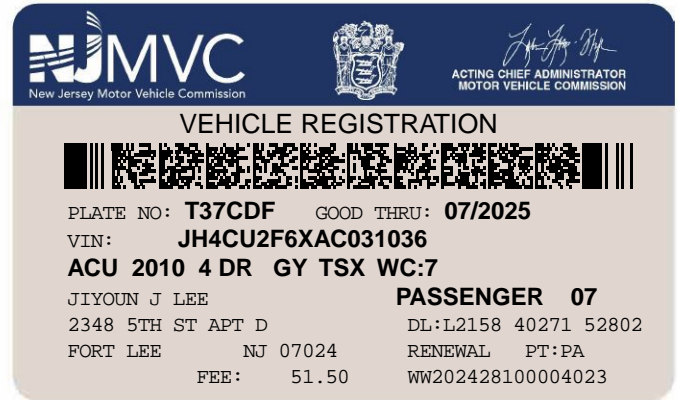 NJMVC
New Jersey Motor Vehicle Commission
ACTING CHIEF ADMINISTRATOR
MOTOR VEHICLE COMMISSION
VEHICLE REGISTRATION
PLATE NO: T37CDF GOOD THRU: 07/2025
VIN: JH4CU2F6XAC031036
ACU 2010 4 DR GY TSX WC:7
JIYOUN J LEE PASSENGER 07
2348 5TH ST APT D DL:L2158 40271 52802
FORT LEE NJ 07024 RENEWAL PT:PA
FEE: 51.50 WW202428100004023